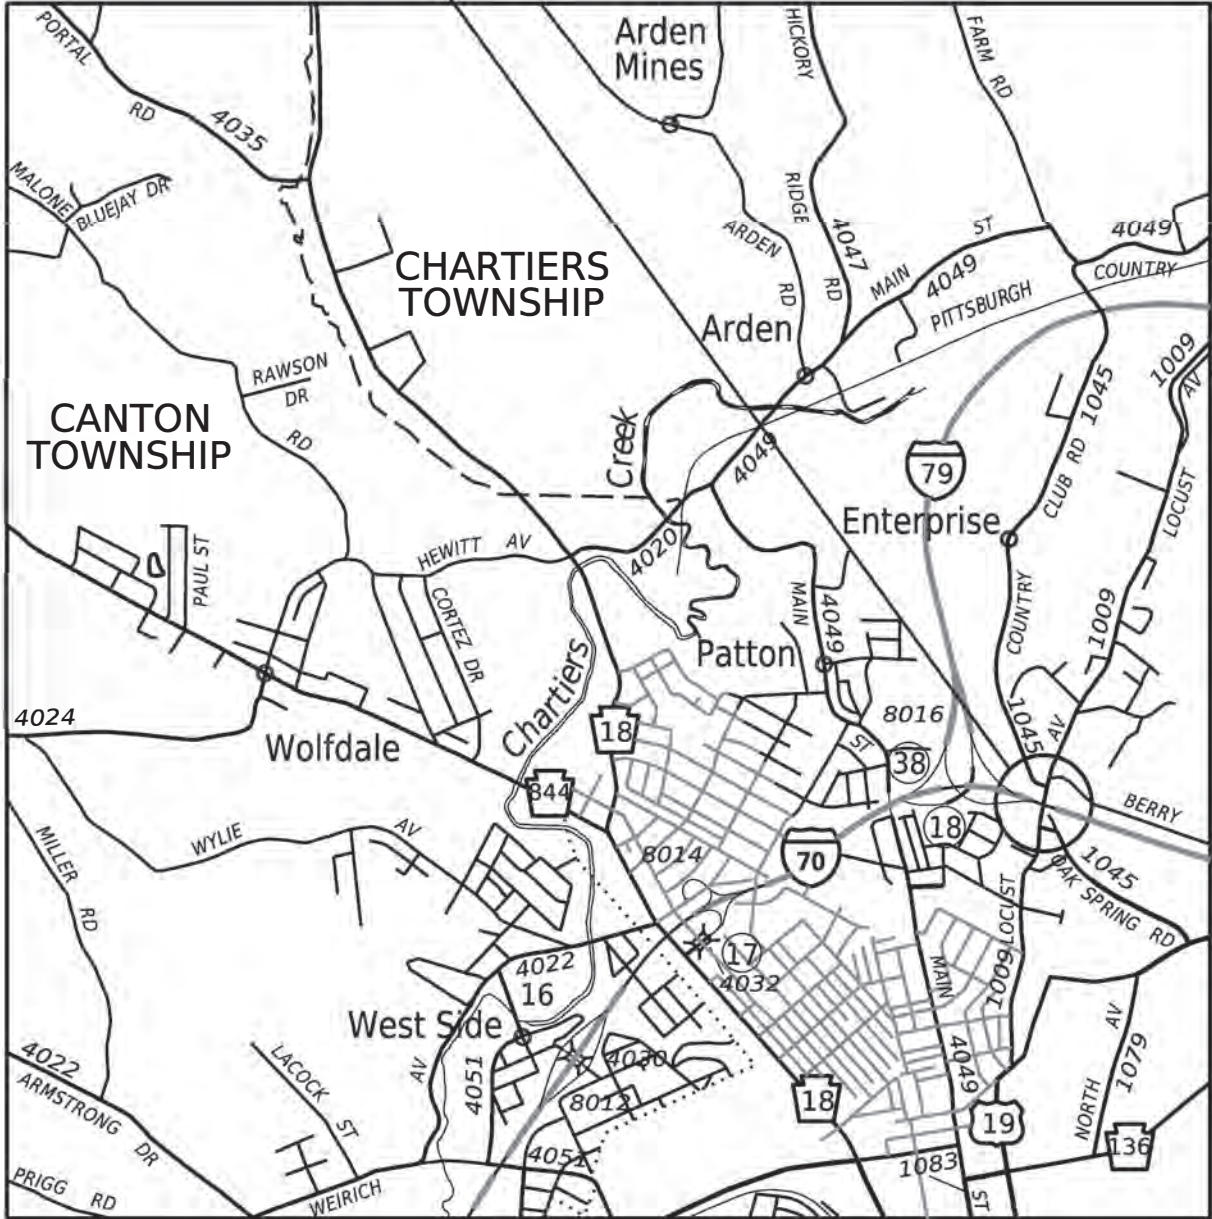 PORTAL
RD
4035
MALONE
BLUEJAY DR
Arden
Mines
HICKORY
FARM RD
RIDGE
4047
RD
ARDEN
RD
MAIN
ST
4049
4049
COUNTRY
PITTSBURGH
CHARTIERS
TOWNSHIP
Arden
RAWSON
DR
RD
CANTON
TOWNSHIP
1009
AV
1045
Creek
4049
79
CLUB RD
LOCUST
Enterprise
PAUL ST
HEWITT AV
4020
CORTEZ DR
MAIN
4049
COUNTRY
1009
Chartiers
Patton
4024
Wolfdale
18
8016
ST
38
1045
AV
844
BERRY
MILLER
RD
WYLIE
AV
8014
70
18
1045
OAK SPRING RD
LOCUST
1009
17
4032
4022
16
West Side
MAIN
4049
AV
4051
4030
8012
4022
ARMSTRONG
DR
LACOCK
ST
18
19
NORTH
AV
1079
136
4051
1083
ST
PRIGG RD
WEIRICH